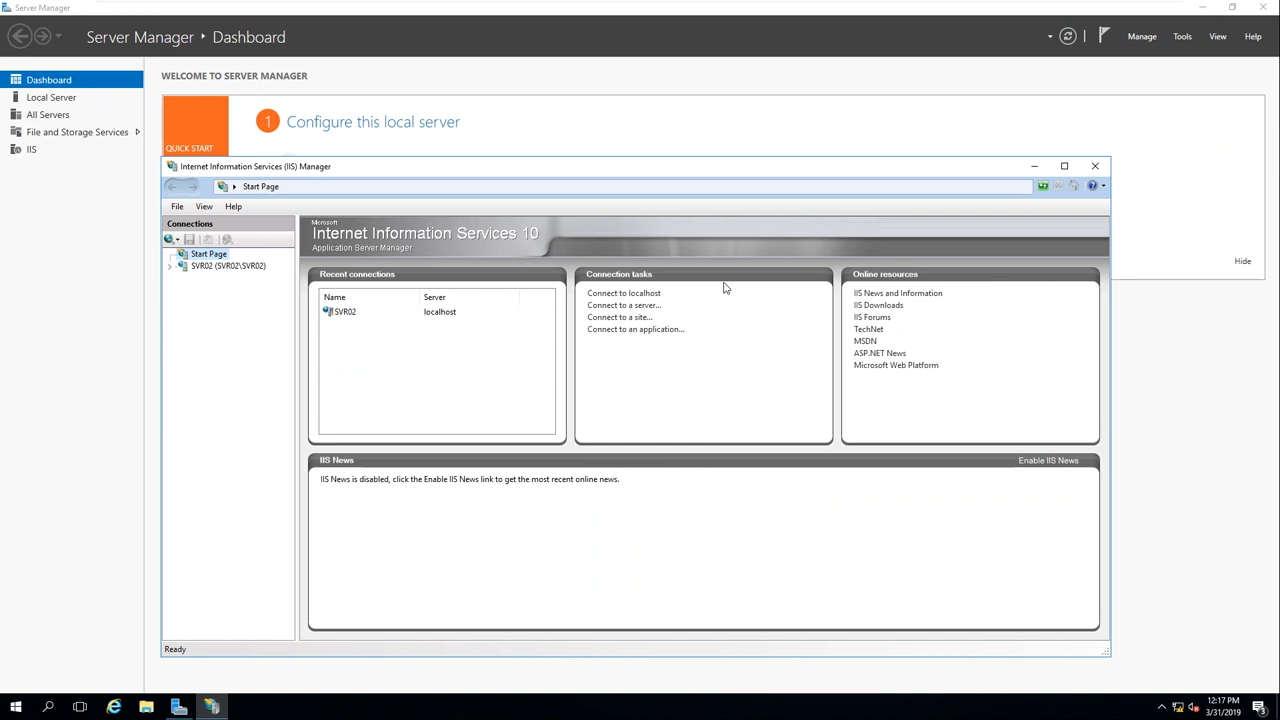 Server Manager
Server Manager • Dashboard
Manage Tools View Help
Dashboard
Local Server
All Servers
File and Storage Services
IIS
WELCOME TO SERVER MANAGER
QUICK START
1 Configure this local server
Hide
Internet Information Services (IIS) Manager
Start Page
File View Help
Connections
Start Page
SVR02 (SVR02\SVR02)
Microsoft
Internet Information Services 10
Application Server Manager
Recent connections
Name Server
SVR02 localhost
Connection tasks
Connect to localhost
Connect to a server...
Connect to a site...
Connect to an application...
Online resources
IIS News and Information
IIS Downloads
IIS Forums
TechNet
MSDN
ASP.NET News
Microsoft Web Platform
IIS News
Enable IIS News
IIS News is disabled, click the Enable IIS News link to get the most recent online news.
Ready
12:17 PM
3/31/2019
3